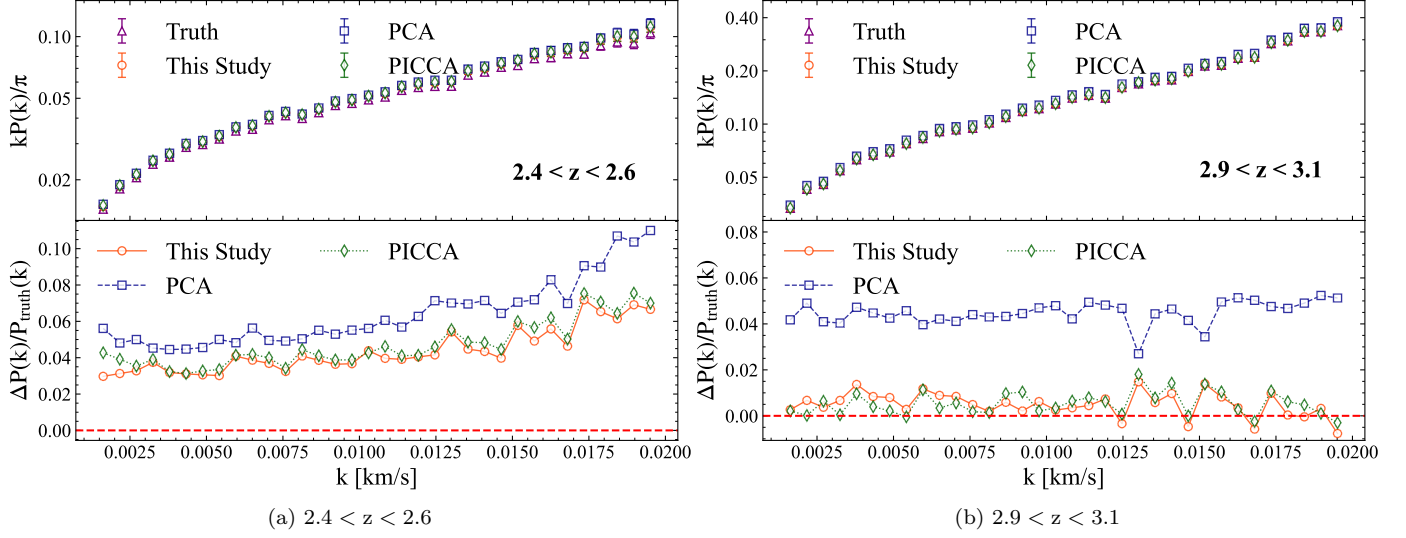 kP(k)/π
0.10
0.05
0.02
Truth
PCA
This Study
PICCA
2.4 < z < 2.6
ΔP(k)/P_truth(k)
0.10
0.08
0.06
0.04
0.02
0.00
This Study
PICCA
PCA
0.0025 0.0050 0.0075 0.0100 0.0125 0.0150 0.0175 0.0200
k [km/s]
(a) 2.4 < z < 2.6
kP(k)/π
0.40
0.20
0.10
0.05
Truth
PCA
This Study
PICCA
2.9 < z < 3.1
ΔP(k)/P_truth(k)
0.08
0.06
0.04
0.02
0.00
This Study
PICCA
PCA
0.0025 0.0050 0.0075 0.0100 0.0125 0.0150 0.0175 0.0200
k [km/s]
(b) 2.9 < z < 3.1